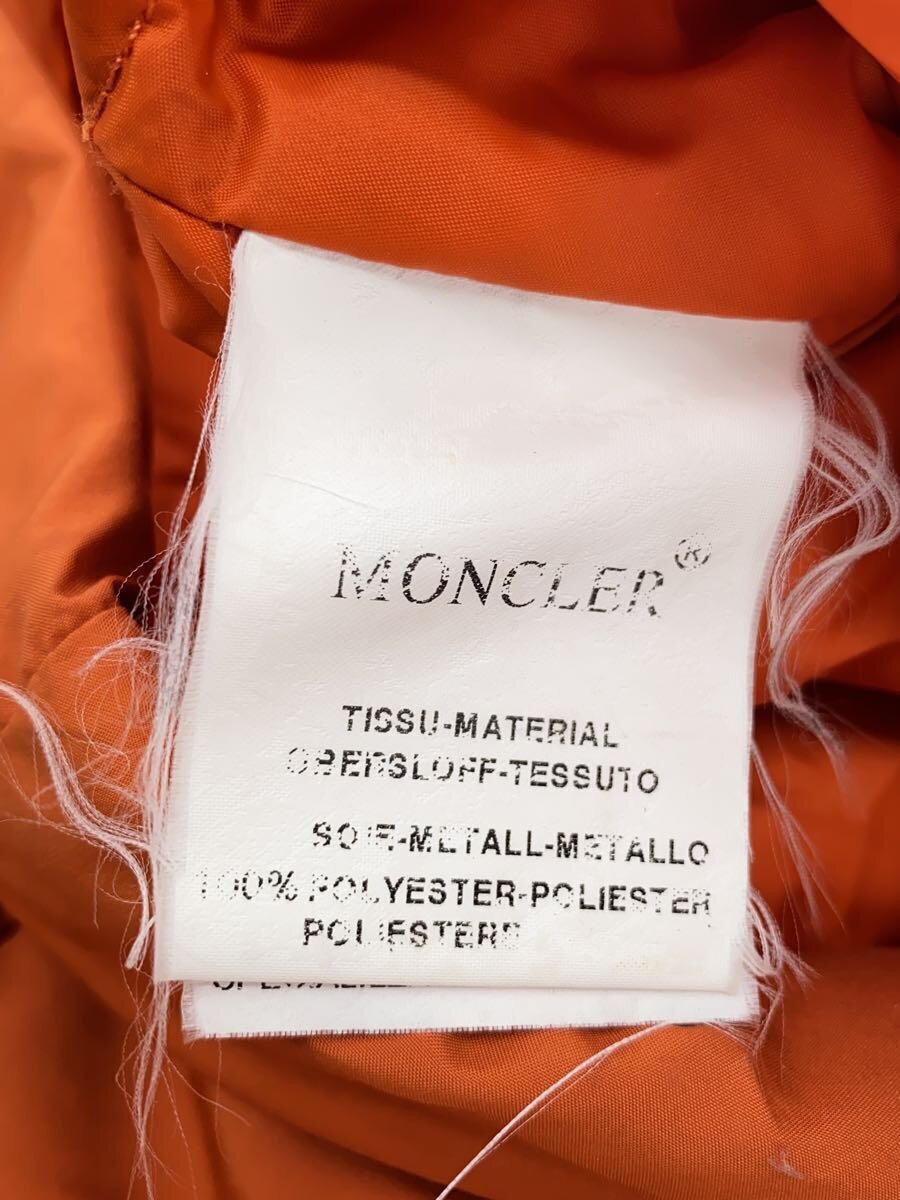 MONCLER®
TISSU-MATERIAL
OBERSLOFF-TESSUTO
SOIE-METALL-METALLO
100% POLYESTER-POLIESTER
POLIESTERE